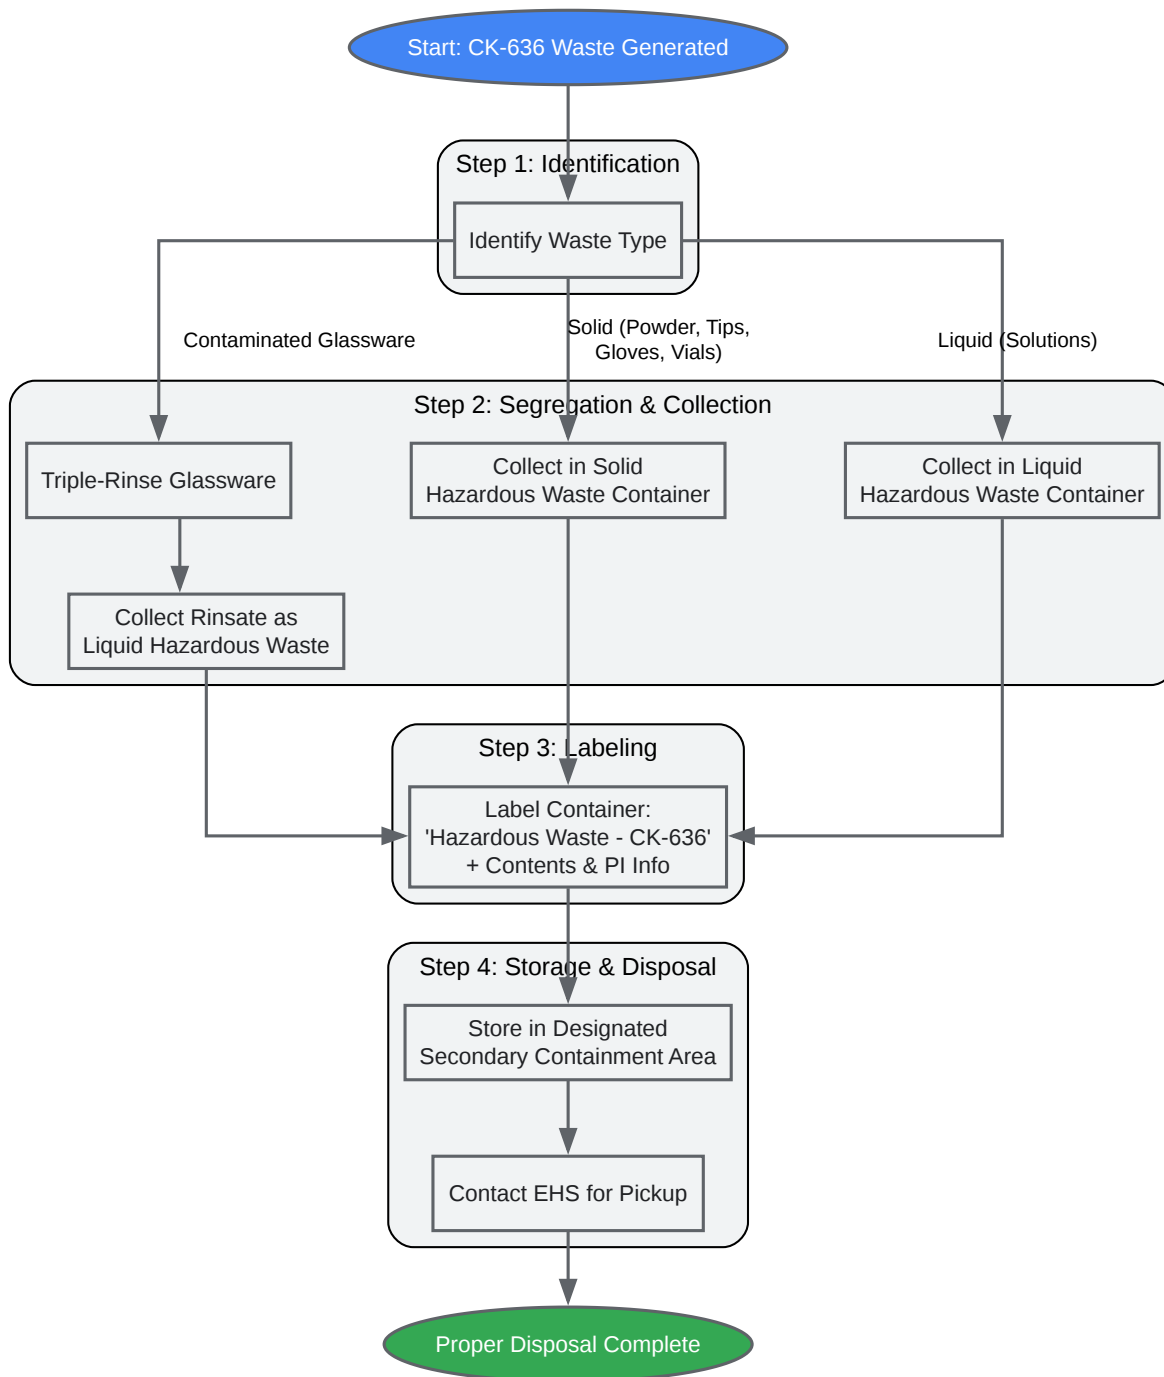 Start: CK-636 Waste Generated
Step 1: Identification
Identify Waste Type
Contaminated Glassware
Solid (Powder, Tips,
Gloves, Vials)
Liquid (Solutions)
Step 2: Segregation & Collection
Triple-Rinse Glassware
Collect in Solid
Hazardous Waste Container
Collect in Liquid
Hazardous Waste Container
Collect Rinsate as
Liquid Hazardous Waste
Step 3: Labeling
Label Container:
'Hazardous Waste - CK-636'
+ Contents & PI Info
Step 4: Storage & Disposal
Store in Designated
Secondary Containment Area
Contact EHS for Pickup
Proper Disposal Complete